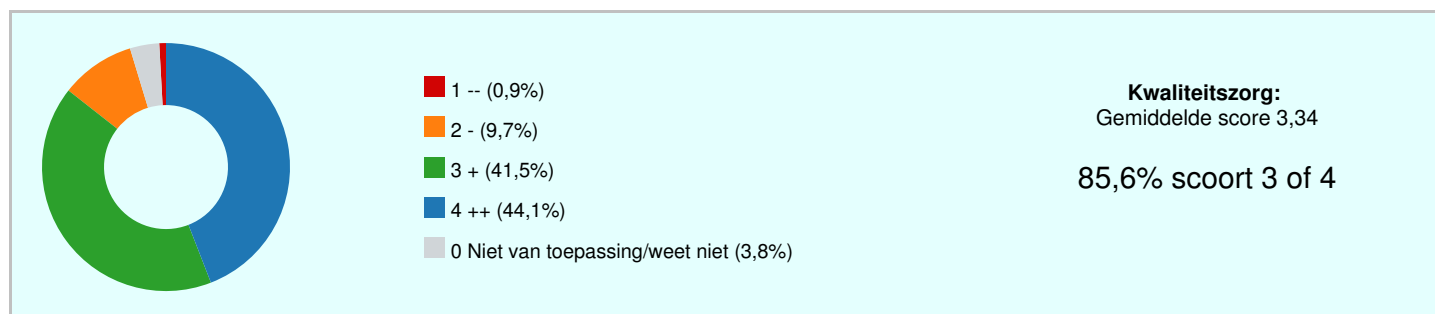 1 -- (0,9%)
2 - (9,7%)
3 + (41,5%)
4 ++ (44,1%)
0 Niet van toepassing/weet niet (3,8%)
Kwaliteitszorg:
Gemiddelde score 3,34
85,6% scoort 3 of 4